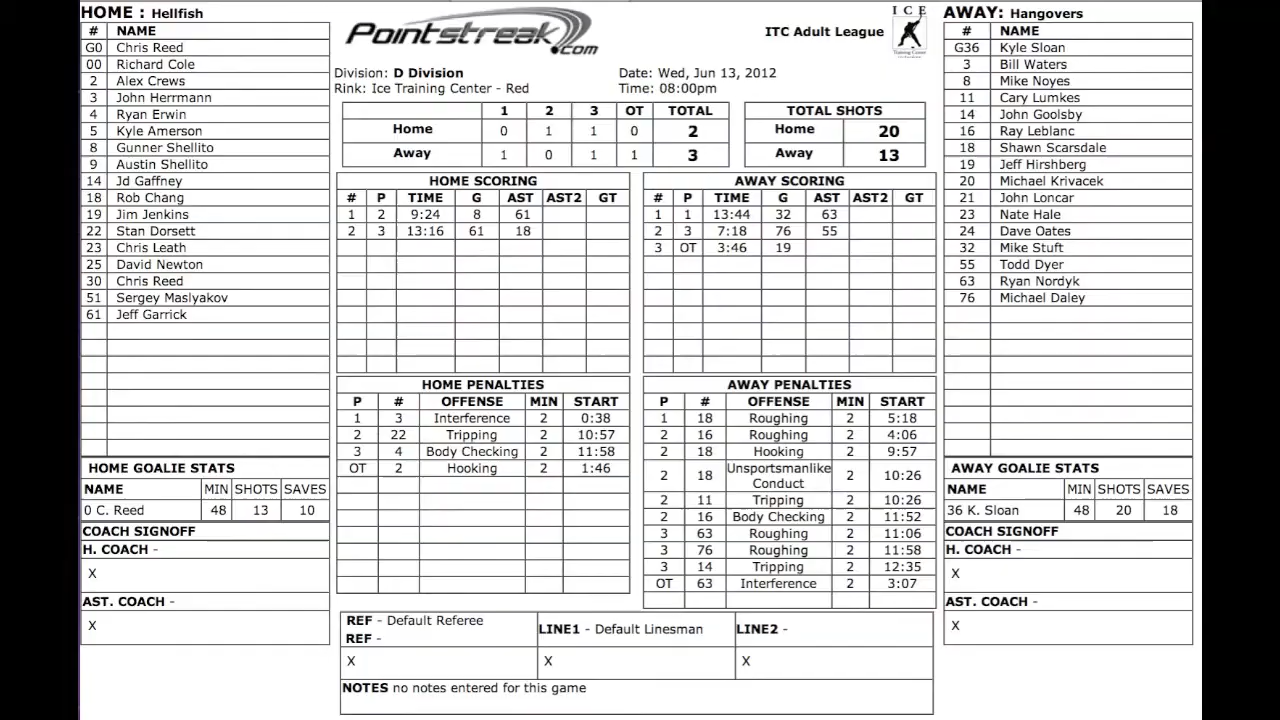 HOME : Hellfish
# NAME
G0 Chris Reed
00 Richard Cole
2 Alex Crews
3 John Herrmann
4 Ryan Erwin
5 Kyle Amerson
8 Gunner Shellito
9 Austin Shellito
14 Jd Gaffney
18 Rob Chang
19 Jim Jenkins
22 Stan Dorsett
23 Chris Leath
25 David Newton
30 Chris Reed
51 Sergey Maslyakov
61 Jeff Garrick
HOME GOALIE STATS
NAME MIN SHOTS SAVES
0 C. Reed 48 13 10
COACH SIGNOFF
H. COACH -
X
AST. COACH -
X
Pointstreak.com
ITC Adult League
ICE
Division: D Division
Date: Wed, Jun 13, 2012
Rink: Ice Training Center - Red
Time: 08:00pm
1 2 3 OT TOTAL
Home 0 1 1 0 2
Away 1 0 1 1 3
TOTAL SHOTS
Home 20
Away 13
HOME SCORING
# P TIME G AST AST2 GT
1 2 9:24 8 61
2 3 13:16 61 18
AWAY SCORING
# P TIME G AST AST2 GT
1 1 13:44 32 63
2 3 7:18 76 55
3 OT 3:46 19
HOME PENALTIES
P # OFFENSE MIN START
1 3 Interference 2 0:38
2 22 Tripping 2 10:57
3 4 Body Checking 2 11:58
OT 2 Hooking 2 1:46
AWAY PENALTIES
P # OFFENSE MIN START
1 18 Roughing 2 5:18
2 16 Roughing 2 4:06
2 18 Hooking 2 9:57
2 18 Unsportsmanlike Conduct 2 10:26
2 11 Tripping 2 10:26
2 16 Body Checking 2 11:52
3 63 Roughing 2 11:06
3 76 Roughing 2 11:58
3 14 Tripping 2 12:35
OT 63 Interference 2 3:07
REF - Default Referee
REF -
X
LINE1 - Default Linesman
X
LINE2 -
X
NOTES no notes entered for this game
AWAY: Hangovers
# NAME
G36 Kyle Sloan
3 Bill Waters
8 Mike Noyes
11 Cary Lumkes
14 John Goolsby
16 Ray Leblanc
18 Shawn Scarsdale
19 Jeff Hirshberg
20 Michael Krivacek
21 John Loncar
23 Nate Hale
24 Dave Oates
32 Mike Stuft
55 Todd Dyer
63 Ryan Nordyk
76 Michael Daley
AWAY GOALIE STATS
NAME MIN SHOTS SAVES
36 K. Sloan 48 20 18
COACH SIGNOFF
H. COACH -
X
AST. COACH -
X